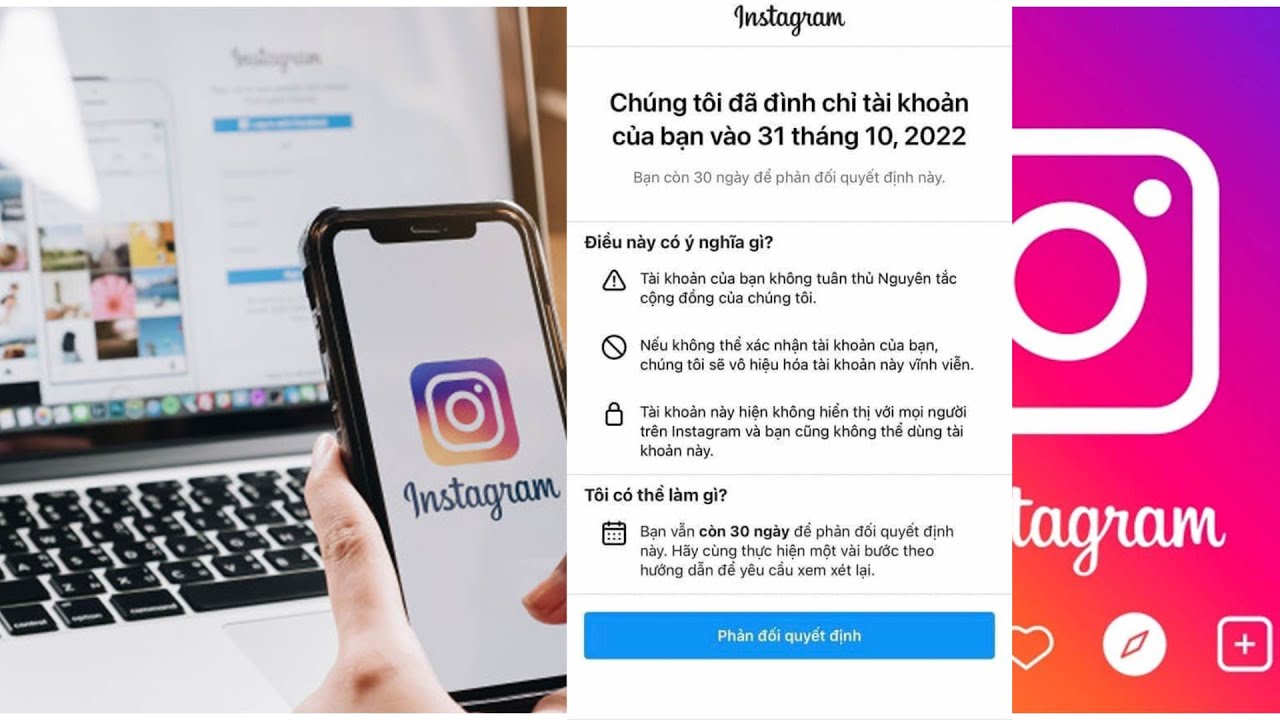 Instagram
Instagram
Instagram
Chúng tôi đã đình chỉ tài khoản
của bạn vào 31 tháng 10, 2022
Bạn còn 30 ngày để phản đối quyết định này.
Điều này có ý nghĩa gì?
Tài khoản của bạn không tuân thủ Nguyên tắc
cộng đồng của chúng tôi.
Nếu không thể xác nhận tài khoản của bạn,
chúng tôi sẽ vô hiệu hóa tài khoản này vĩnh viễn.
Tài khoản này hiện không hiển thị với mọi người
trên Instagram và bạn cũng không thể dùng tài
khoản này.
Tôi có thể làm gì?
Bạn vẫn còn 30 ngày để phản đối quyết định
này. Hãy cùng thực hiện một vài bước theo
hướng dẫn để yêu cầu xem xét lại.
Phản đối quyết định
tagram